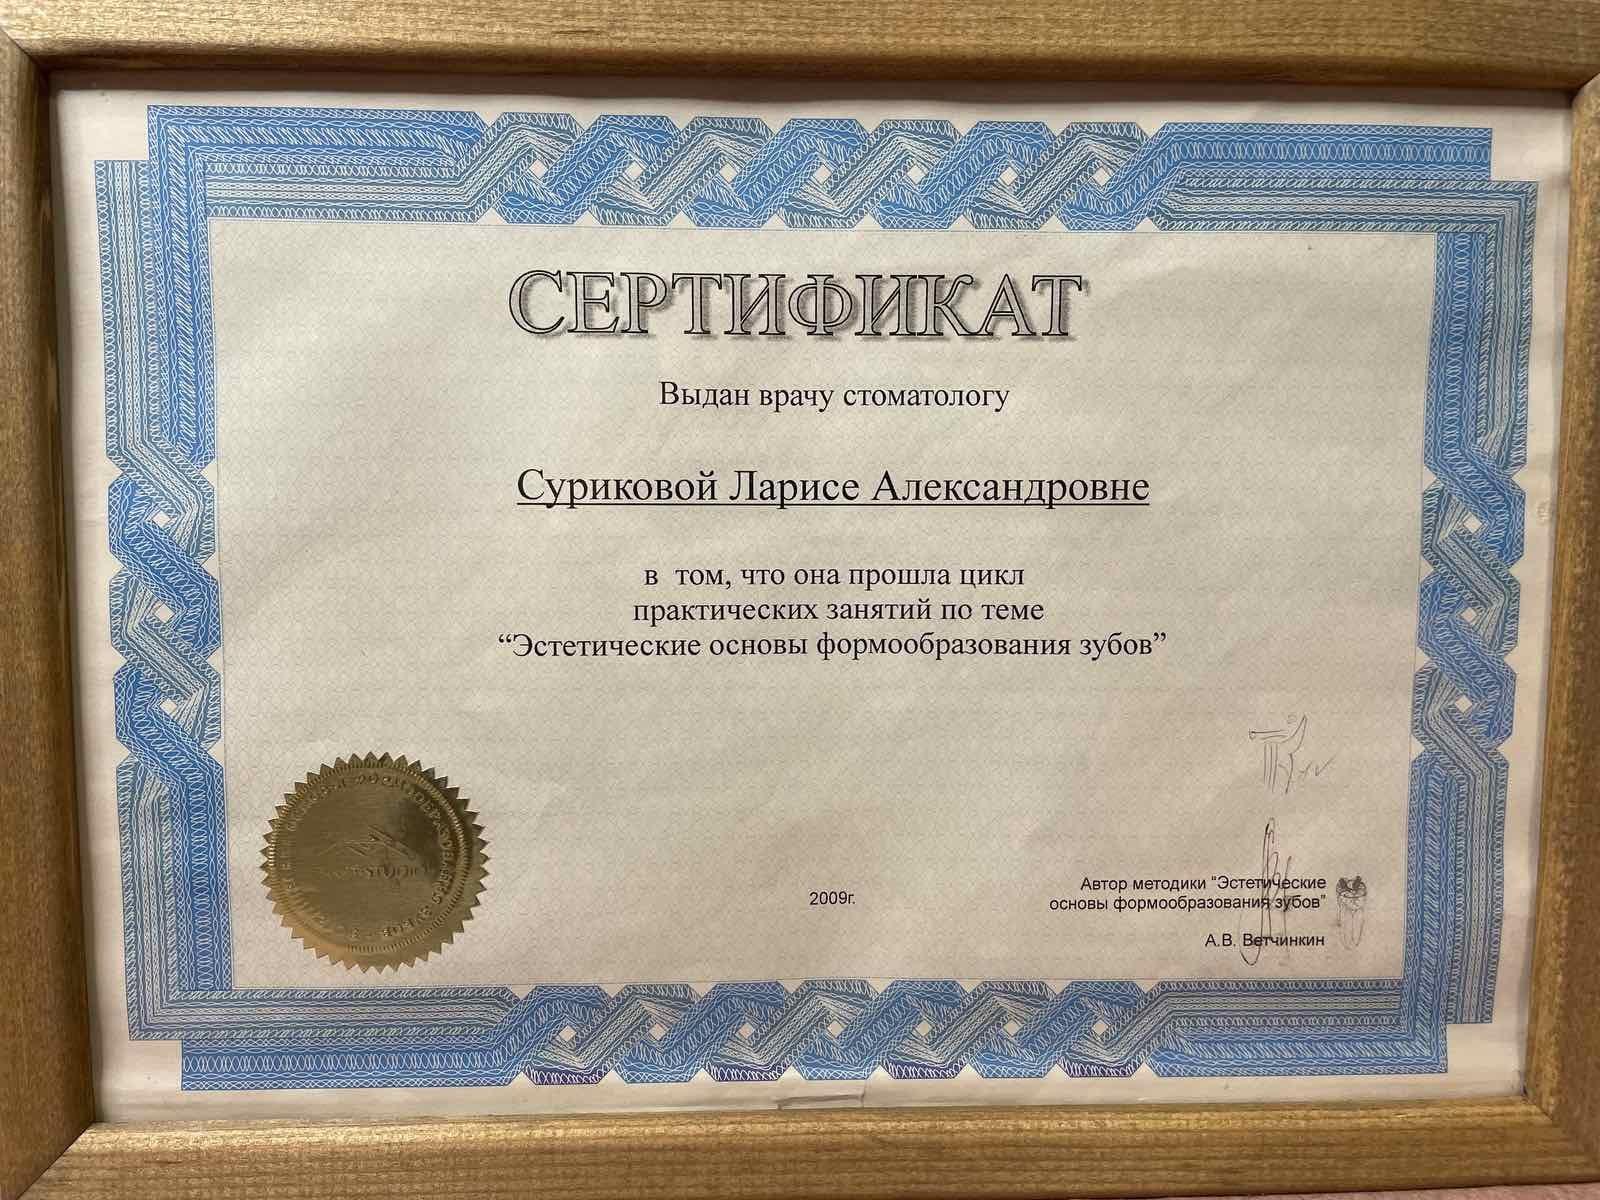 СЕРТИФИКАТ
Выдан врачу стоматологу
Суриковой Ларисе Александровне
в том, что она прошла цикл
практических занятий по теме
“Эстетические основы формообразования зубов”
2009г.
Автор методики “Эстетические
основы формообразования зубов”
А.В. Ветчинкин